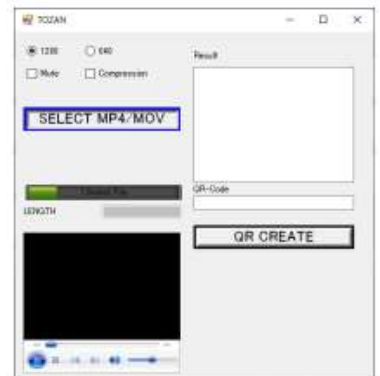 TOZAN
1280
640
Mute
Compression
SELECT MP4/MOV
LENGTH
Result
QR-Code
QR CREATE